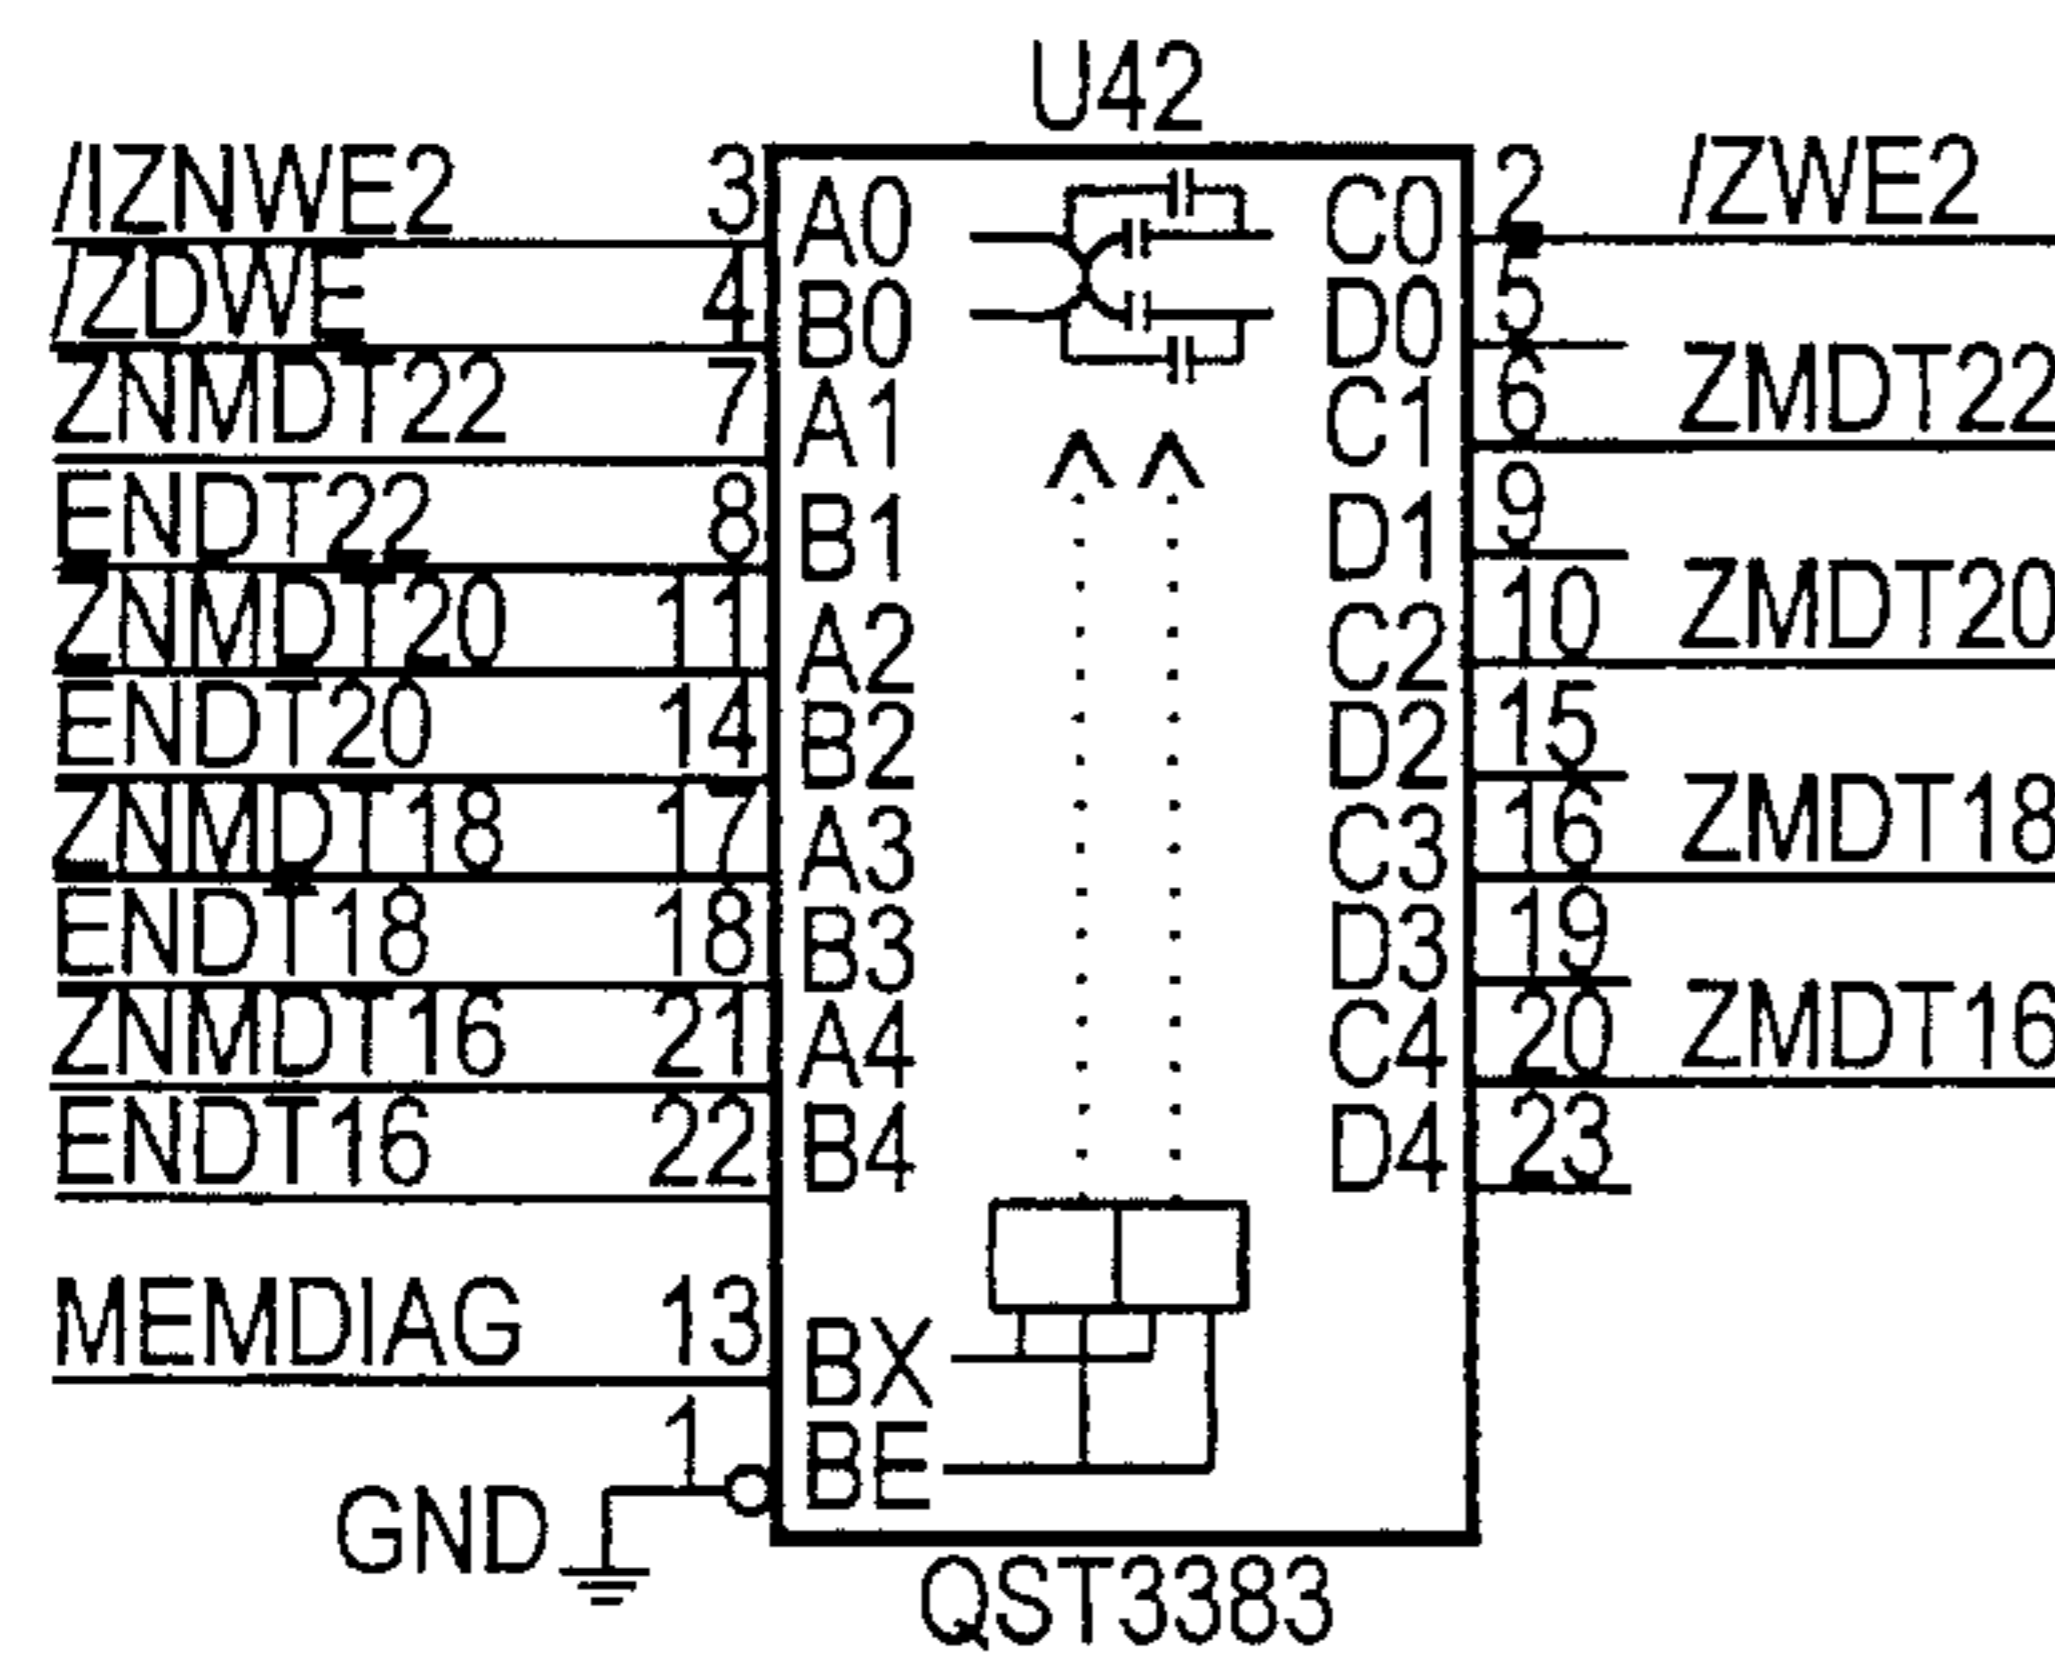 U42
/IZNWE2 3 A0 C0 2 /ZWE2
/ZDWE 4 B0 D0 5
ZNMDT22 7 A1 C1 6 ZMDT22
ENDT22 8 B1 D1 9
ZNMDT20 11 A2 C2 10 ZMDT20
ENDT20 14 B2 D2 15
ZNMDT18 17 A3 C3 16 ZMDT18
ENDT18 18 B3 D3 19
ZNMDT16 21 A4 C4 20 ZMDT16
ENDT16 22 B4 D4 23
MEMDIAG 13 BX
1 BE
GND
QST3383